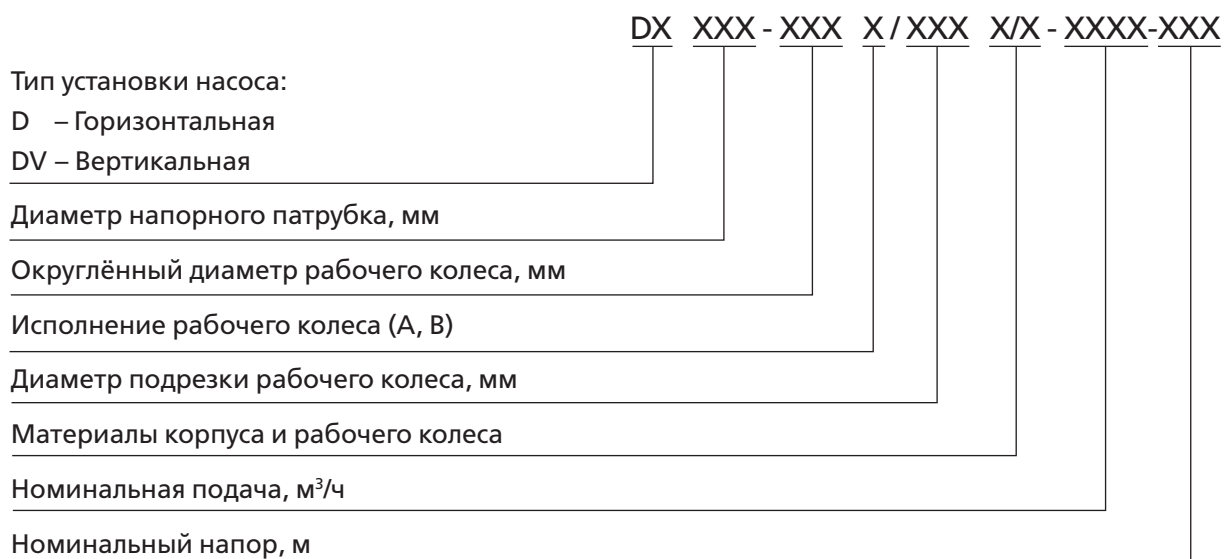 DX XXX - XXX X / XXX X/X - XXXX-XXX
Тип установки насоса:
D – Горизонтальная
DV – Вертикальная
Диаметр напорного патрубка, мм
Округлённый диаметр рабочего колеса, мм
Исполнение рабочего колеса (А, В)
Диаметр подрезки рабочего колеса, мм
Материалы корпуса и рабочего колеса
Номинальная подача, м³/ч
Номинальный напор, м